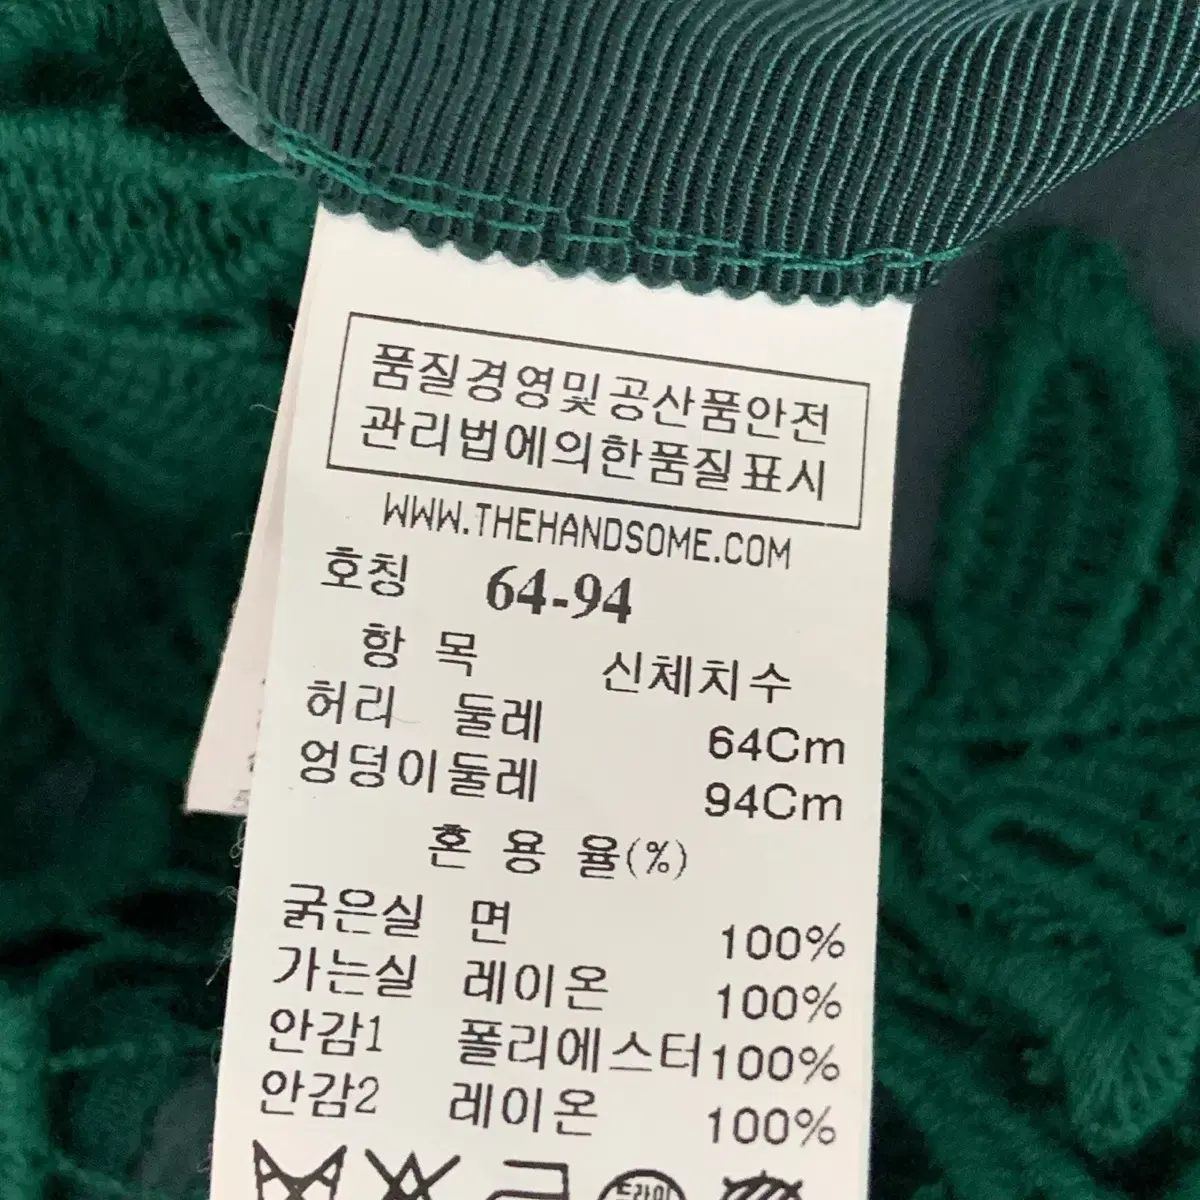 품질경영및공산품안전
관리법에의한품질표시
WWW.THEHANDSOME.COM
호칭 64-94
항 목 신체치수
허리 둘레 64Cm
엉덩이둘레 94Cm
혼 용 율(%)
굵은실 면 100%
가는실 레이온 100%
안감1 폴리에스터100%
안감2 레이온 100%
드라이